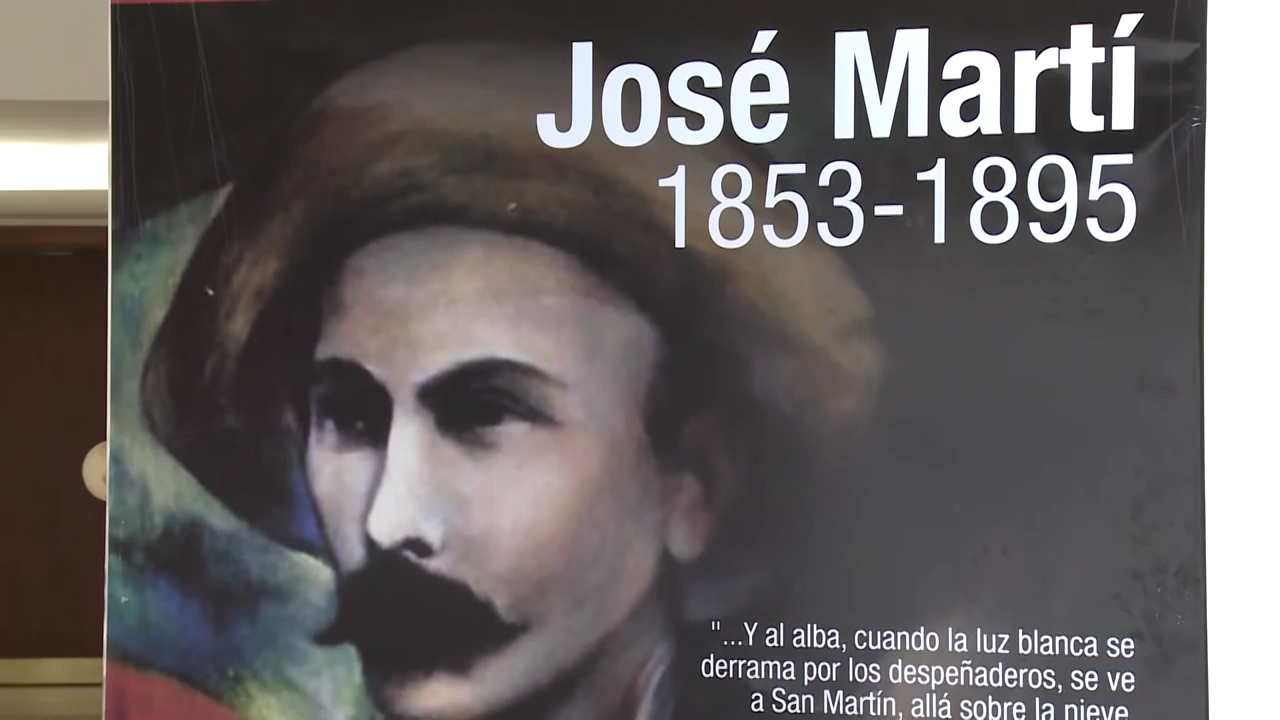 José Martí
1853-1895
"...Y al alba, cuando la luz blanca se
derrama por los despeñaderos, se ve
a San Martín, allá sobre la nieve,